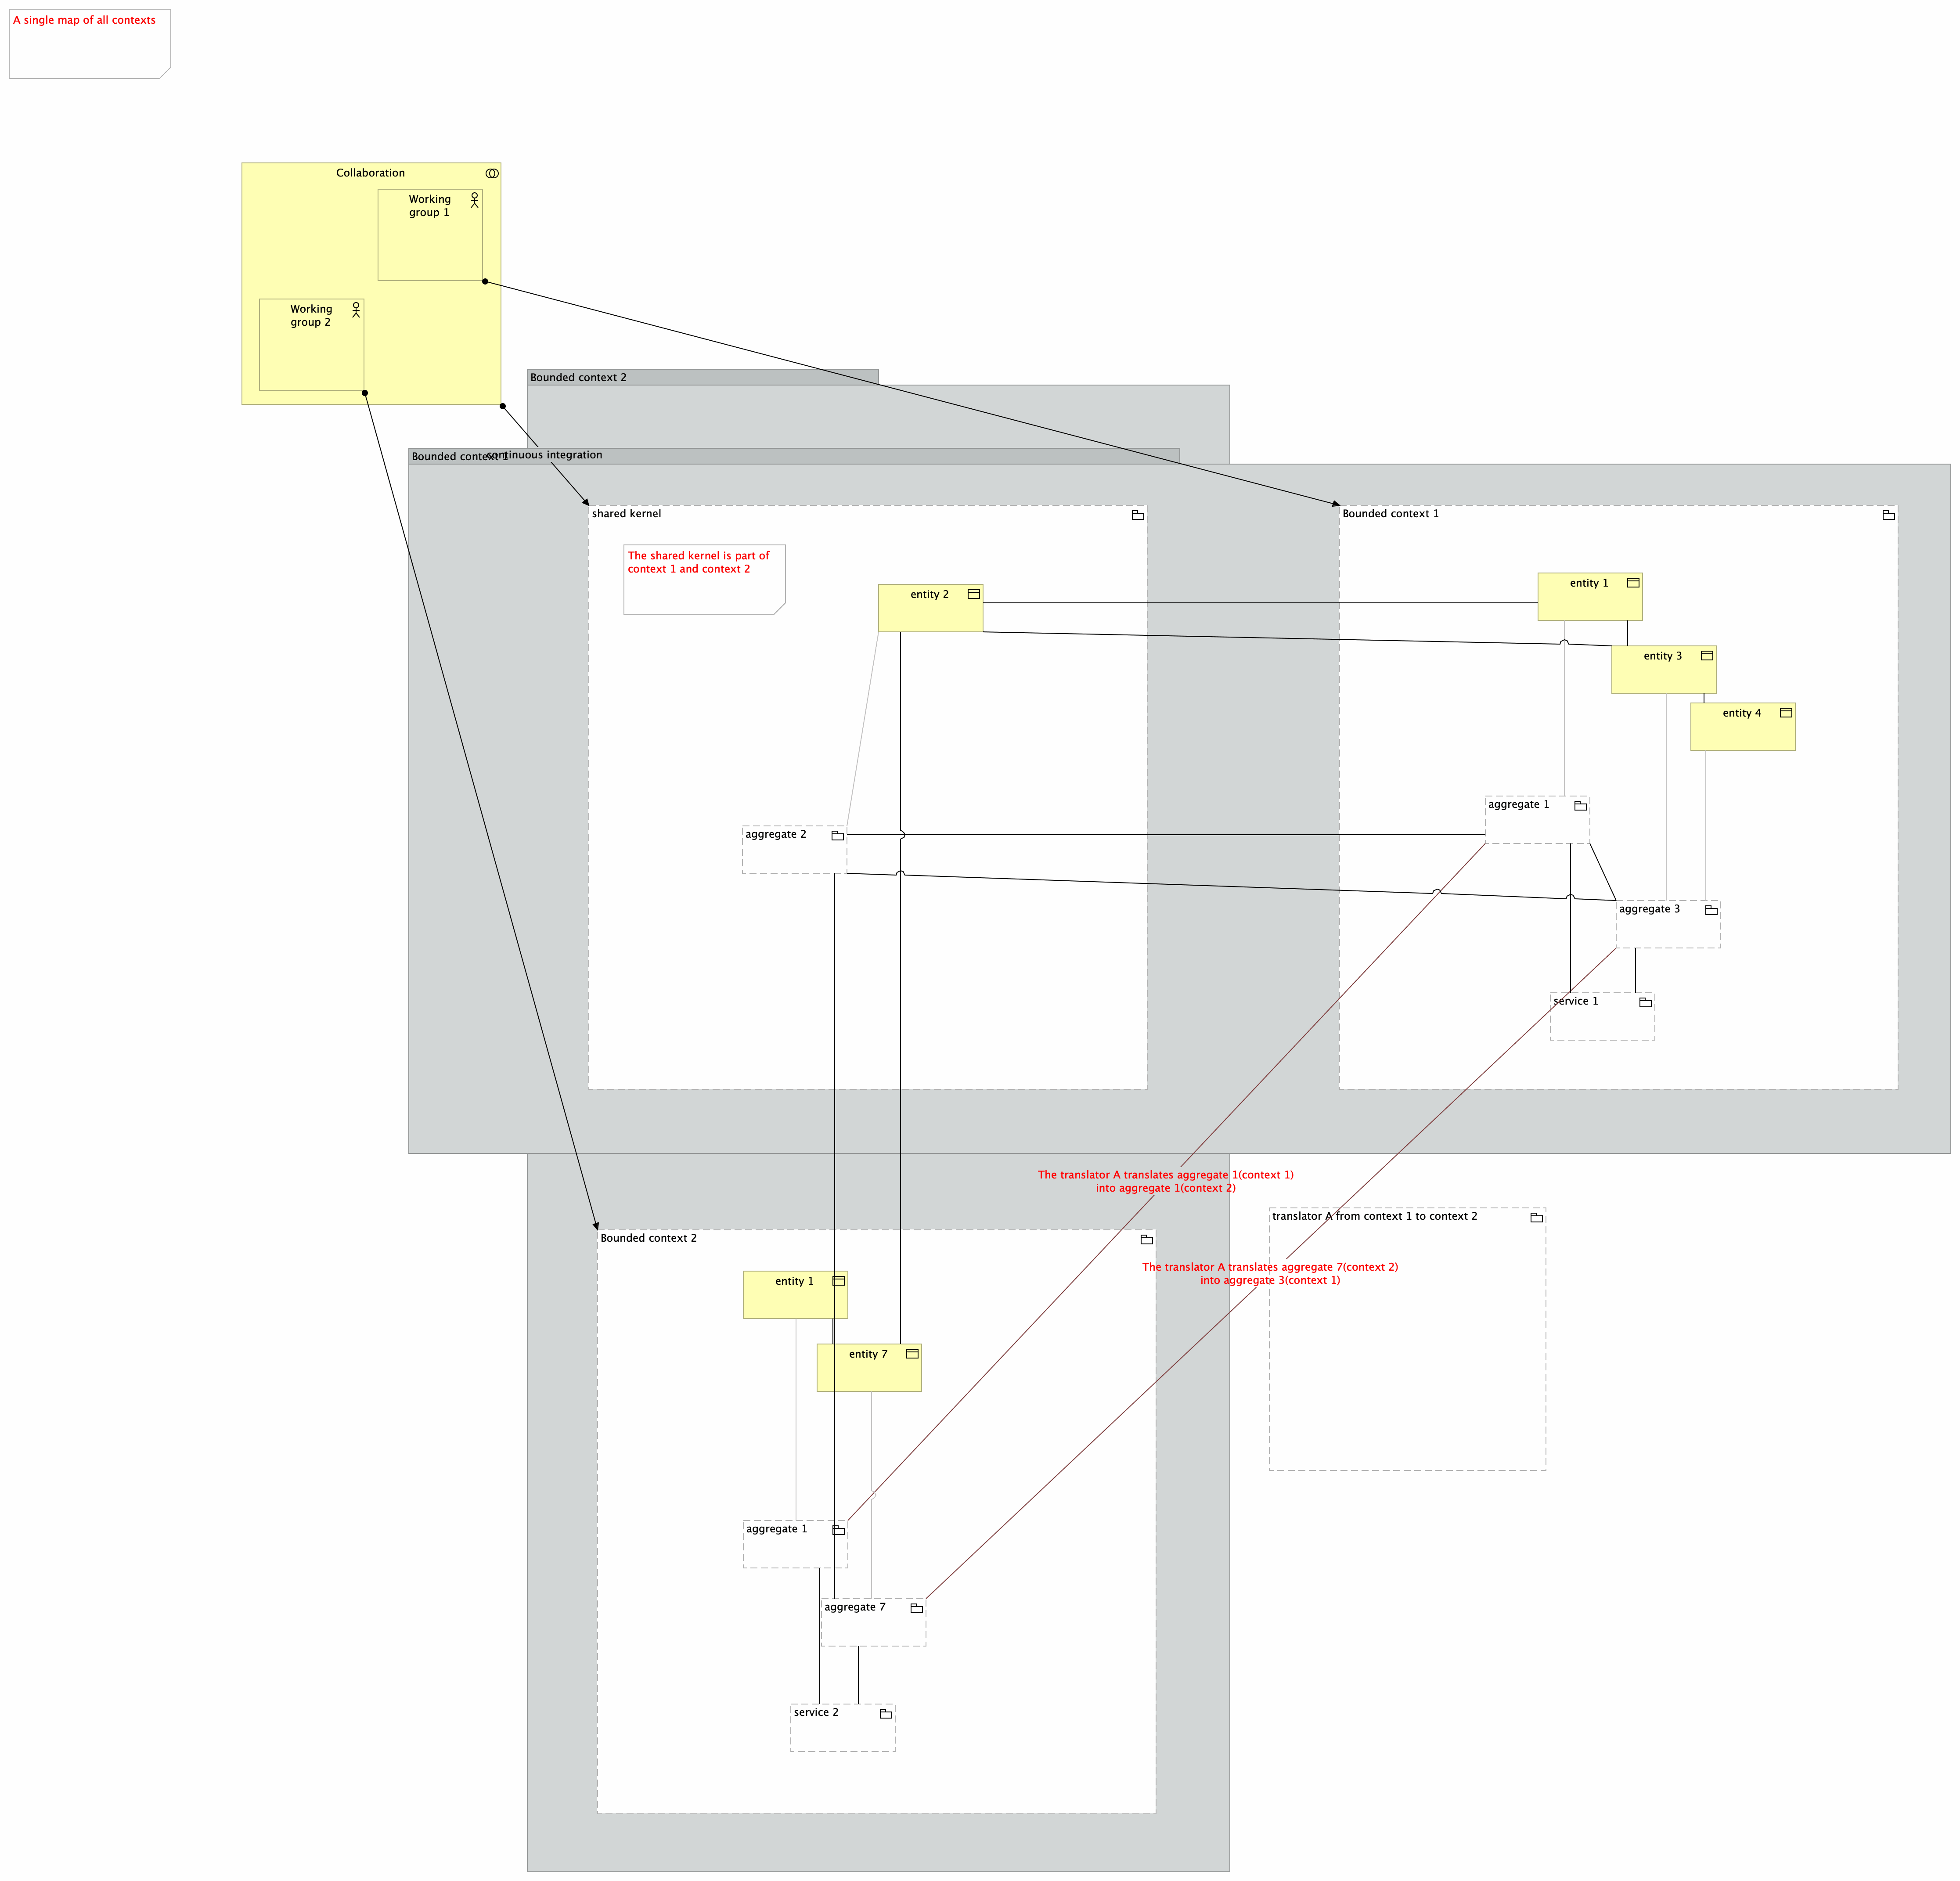 A single map of all contexts
Collaboration
Working
group 1
Working
group 2
Bounded context 2
Bounded context 1
continuous integration
shared kernel
Bounded context 1
The shared kernel is part of
context 1 and context 2
entity 2
entity 1
entity 3
entity 4
aggregate 1
aggregate 2
aggregate 3
service 1
The translator A translates aggregate 1(context 1)
into aggregate 1(context 2)
translator A from context 1 to context 2
Bounded context 2
The translator A translates aggregate 7(context 2)
into aggregate 3(context 1)
entity 1
entity 7
aggregate 1
aggregate 7
service 2